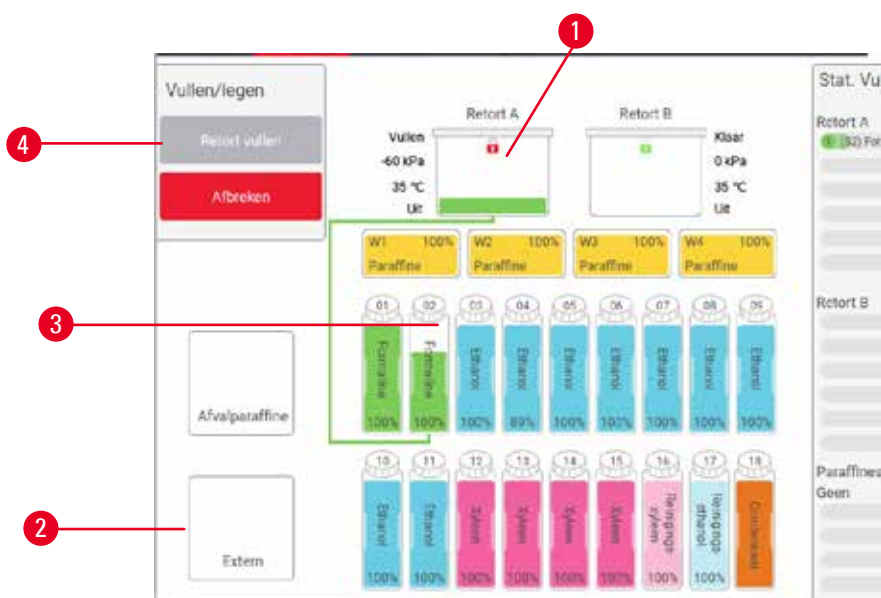 1
Vullen/legen
Stat. Vu
Retort vullen
Afbreken
4
Retort A
Retort B
Vullen
-60 kPa
35 °C
Uit
Klaar
0 kPa
35 °C
Uit
Retort A
(S2) For
W1 100%
Paraffine
W2 100%
Paraffine
W3 100%
Paraffine
W4 100%
Paraffine
3
01 02 03 04 05 06 07 08 09
Formaline Formaline Ethanol Ethanol Ethanol Ethanol Ethanol Ethanol Ethanol
100% 100% 100% 89% 100% 100% 100% 100% 100%
Retort B
Afvalparaffine
10 11 12 13 14 15 16 17 18
Ethanol Ethanol Xyleen Xyleen Xyleen Xyleen Reinigings xyleen Reinigings ethanol Condensaat
100% 100% 100% 100% 100% 100% 100% 100%
2
Extern
Geen